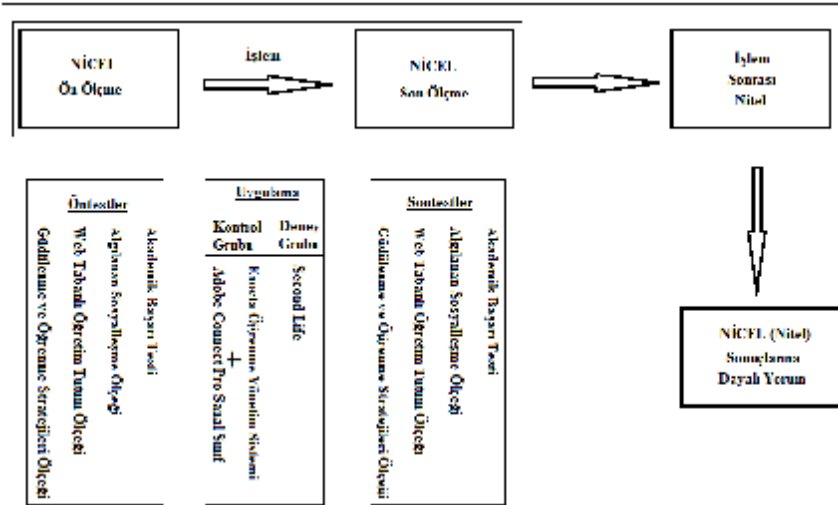 NİCEL
Ön Ölçme
İşlem
NİCEL
Son Ölçme
İşlem
Sonrası
Nitel
Öntestler
Akademik Başarı Testi
Algılanan Sosyalleşme Ölçeği
Web Tabanlı Öğretim Tutum Ölçeği
Güdülenme ve Öğrenme Stratejileri Ölçeği
Uygulama
Kontrol
Grubu
Deney
Grubu
Second Life
Öğrenme Yönetim Sistemi
+
Adobe Connect Pro Sanal Sınıf
Sontestler
Akademik Başarı Testi
Algılanan Sosyalleşme Ölçeği
Web Tabanlı Öğretim Tutum Ölçeği
Güdülenme ve Öğrenme Stratejileri Ölçeği
NİCEL (Nitel)
Sonuçlarına
Dayalı Yorum